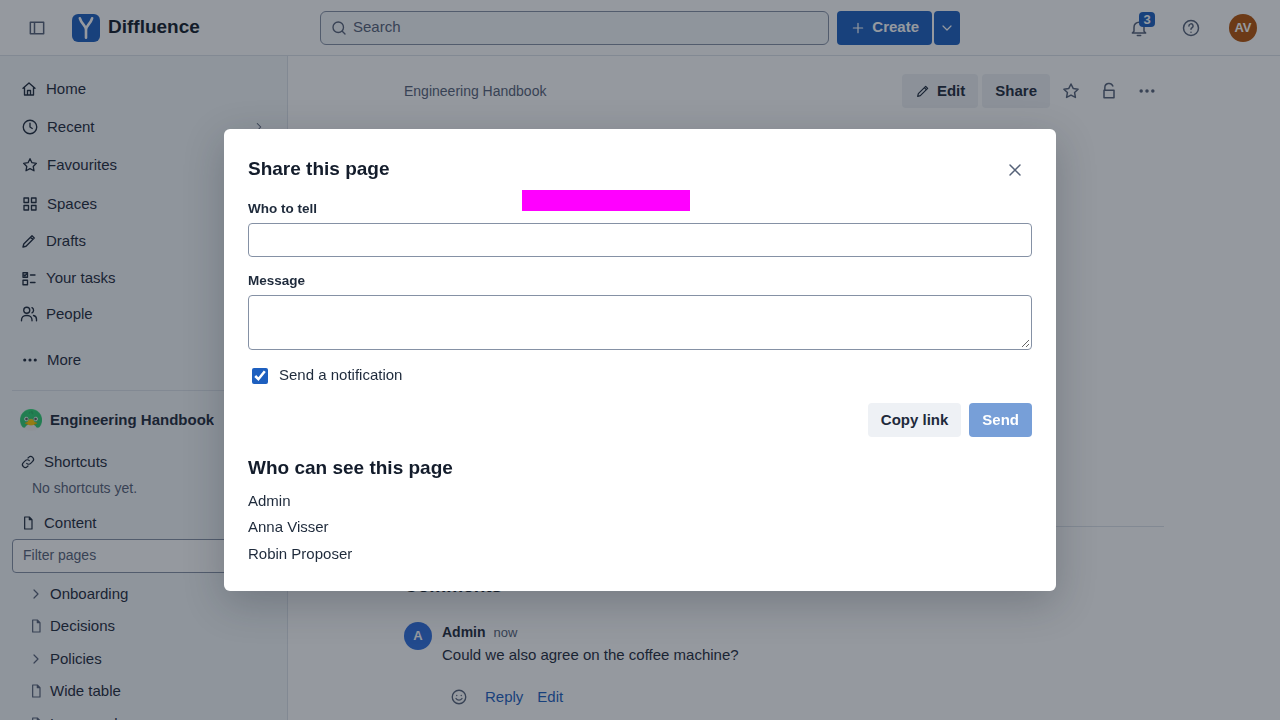 Diffluence
Search
Create
3
AV
Home
Recent
Favourites
Spaces
Drafts
Your tasks
People
More
Engineering Handbook
Shortcuts
No shortcuts yet.
Content
Filter pages
Onboarding
Decisions
Policies
Wide table
Engineering Handbook
Edit
Share
Share this page
Who to tell
Message
Send a notification
Copy link
Send
Who can see this page
Admin
Anna Visser
Robin Proposer
A
Admin now
Could we also agree on the coffee machine?
Reply
Edit